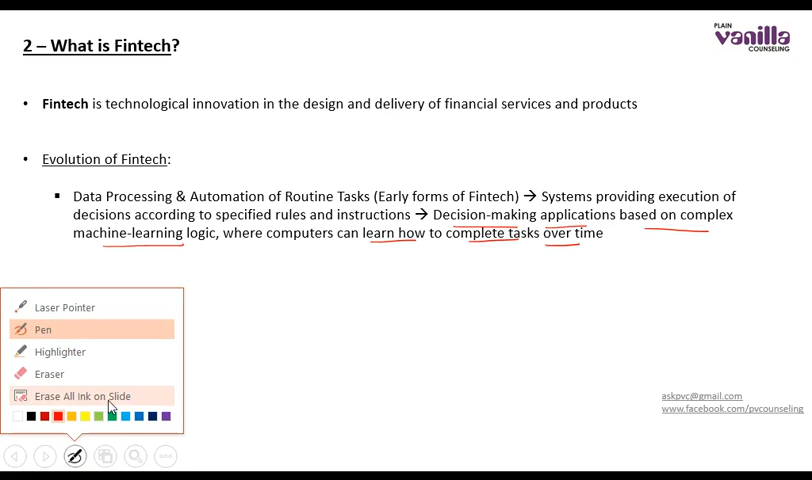 2 – What is Fintech?
PLAIN
vanilla
COUNSELING
• Fintech is technological innovation in the design and delivery of financial services and products
• Evolution of Fintech:
▪ Data Processing & Automation of Routine Tasks (Early forms of Fintech) → Systems providing execution of
decisions according to specified rules and instructions → Decision-making applications based on complex
machine-learning logic, where computers can learn how to complete tasks over time
Laser Pointer
Pen
Highlighter
Eraser
Erase All Ink on Slide
askpvc@gmail.com
www.facebook.com/pvcounseling